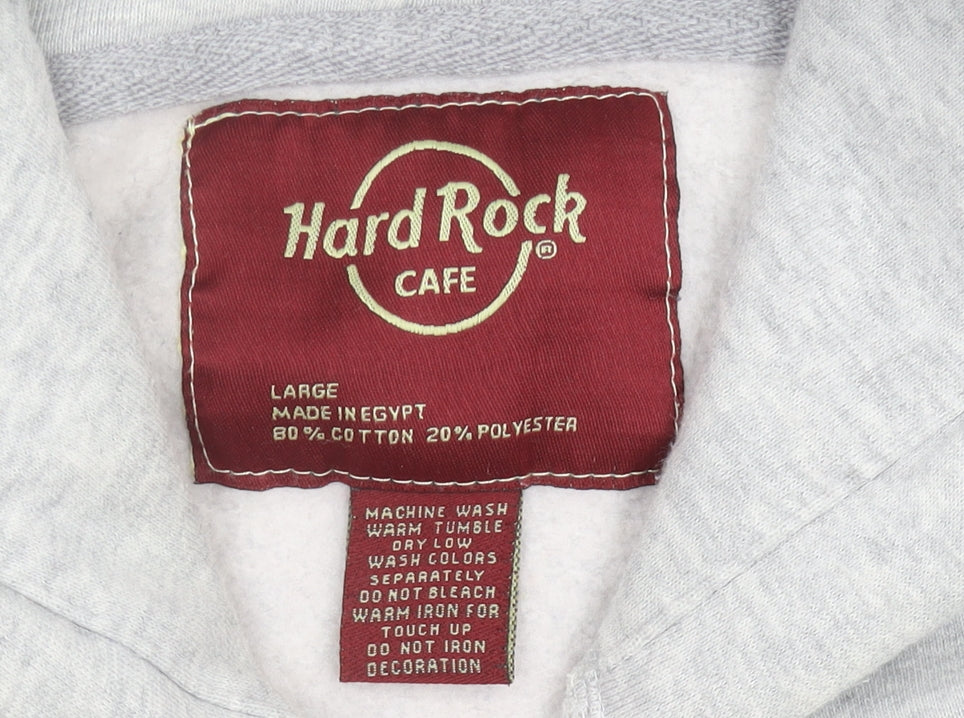 Hard Rock ®
CAFE
LARGE
MADE IN EGYPT
80% COTTON 20% POLYESTER
MACHINE WASH
WARM TUMBLE
DRY LOW
WASH COLORS
SEPARATELY
DO NOT BLEACH
WARM IRON FOR
TOUCH UP
DO NOT IRON
DECORATION